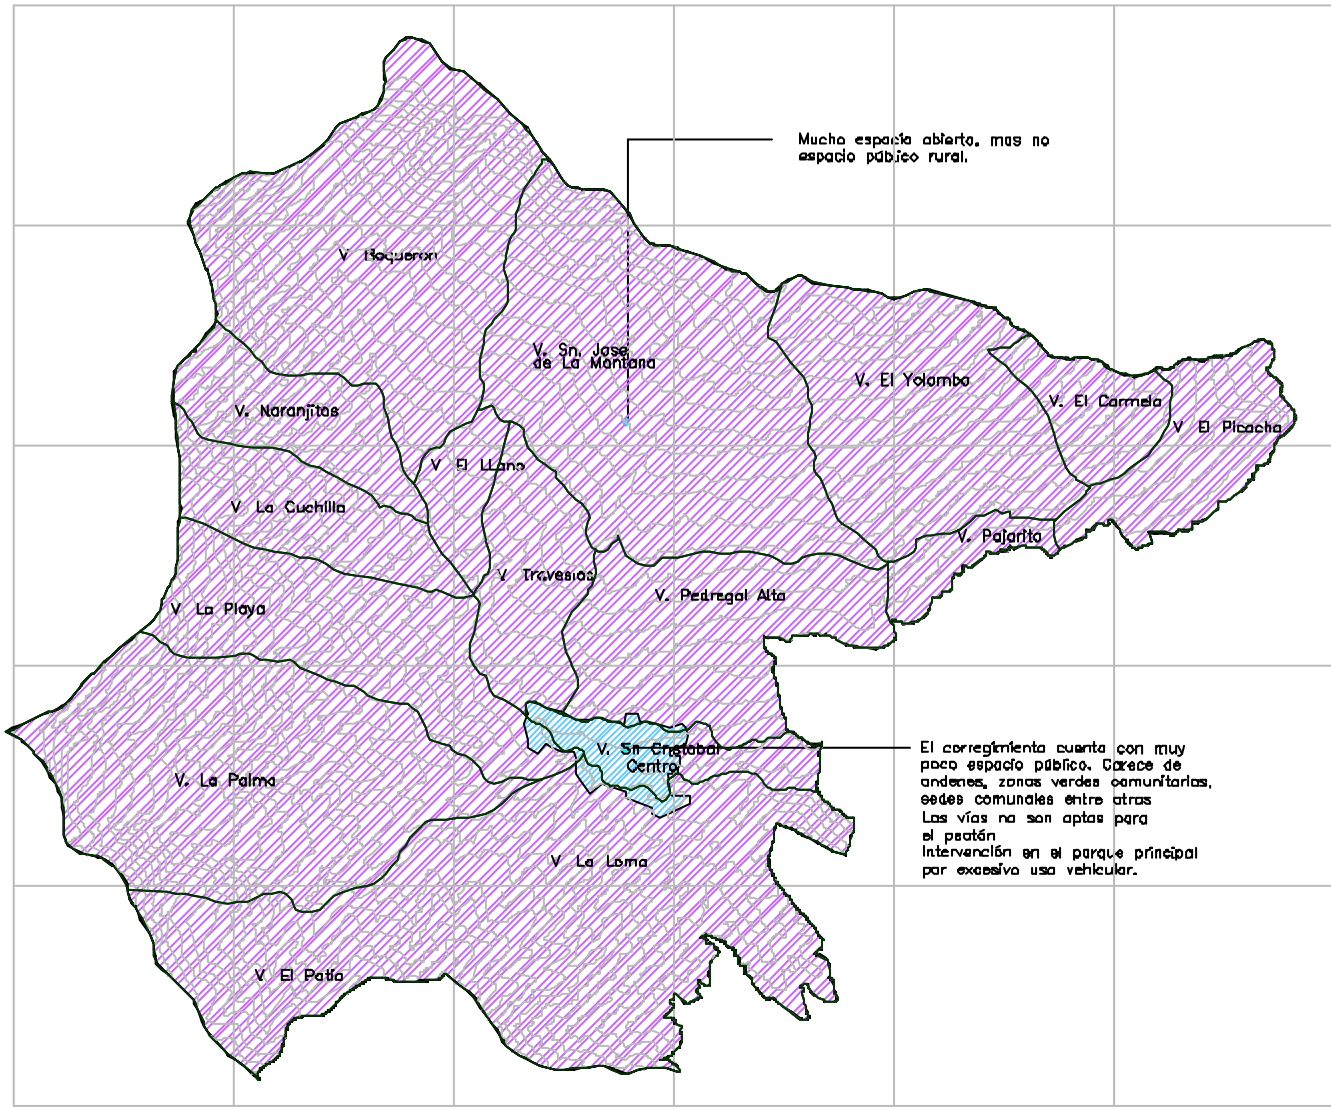 Mucho espacio abierto, mas no
espacio público rural.
V. Boqueron
V. Sn. Jose
de La Montana
V. El Yolombo
V. El Carmelo
V. El Picacho
V. Naranjitos
V. El LLano
V. La Cuchilla
V. Pajarito
V. Travesias
V. Pedregal Alto
V. La Playa
V. Sn Cristobal
Centro
V. La Palma
El corregimiento cuenta con muy
poco espacio público. Carece de
andenes, zonas verdes comunitarias,
sedes comunales entre otros
Las vías no son aptas para
el peatón
Intervención en el parque principal
por excesivo uso vehicular.
V. La Loma
V. El Patio